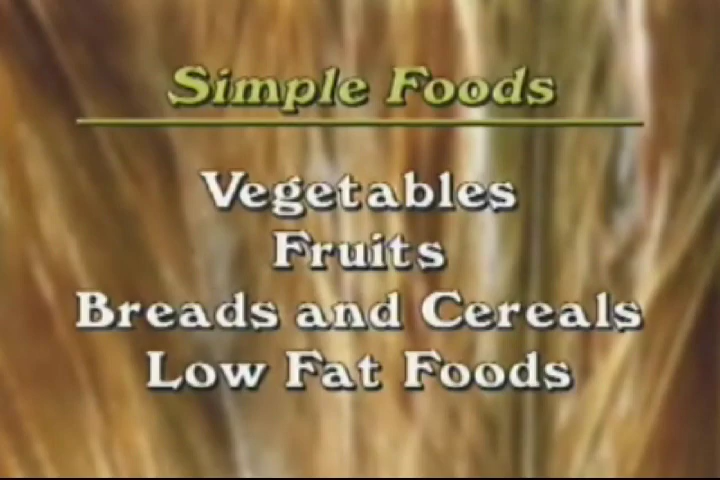 Simple Foods
Vegetables
Fruits
Breads and Cereals
Low Fat Foods